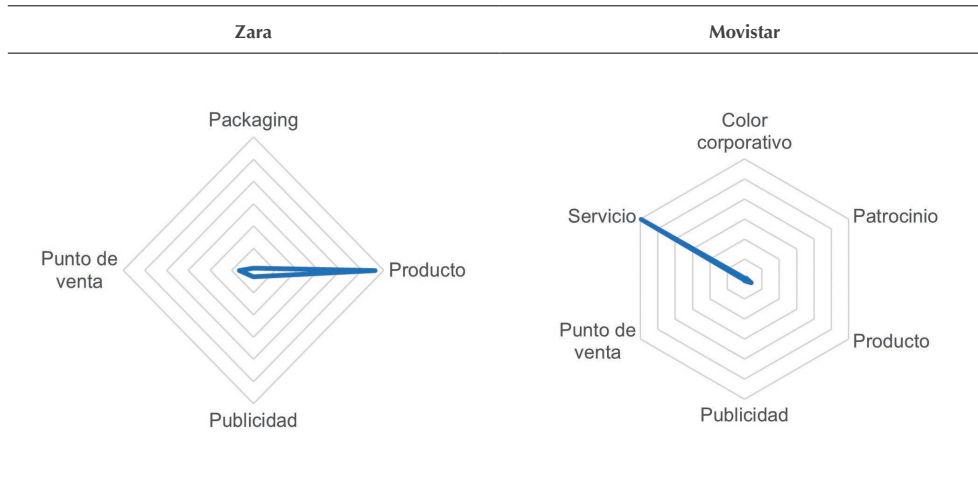 Zara
Movistar
Packaging
Punto de
venta
Producto
Publicidad
Color
corporativo
Servicio
Patrocinio
Punto de
venta
Producto
Publicidad